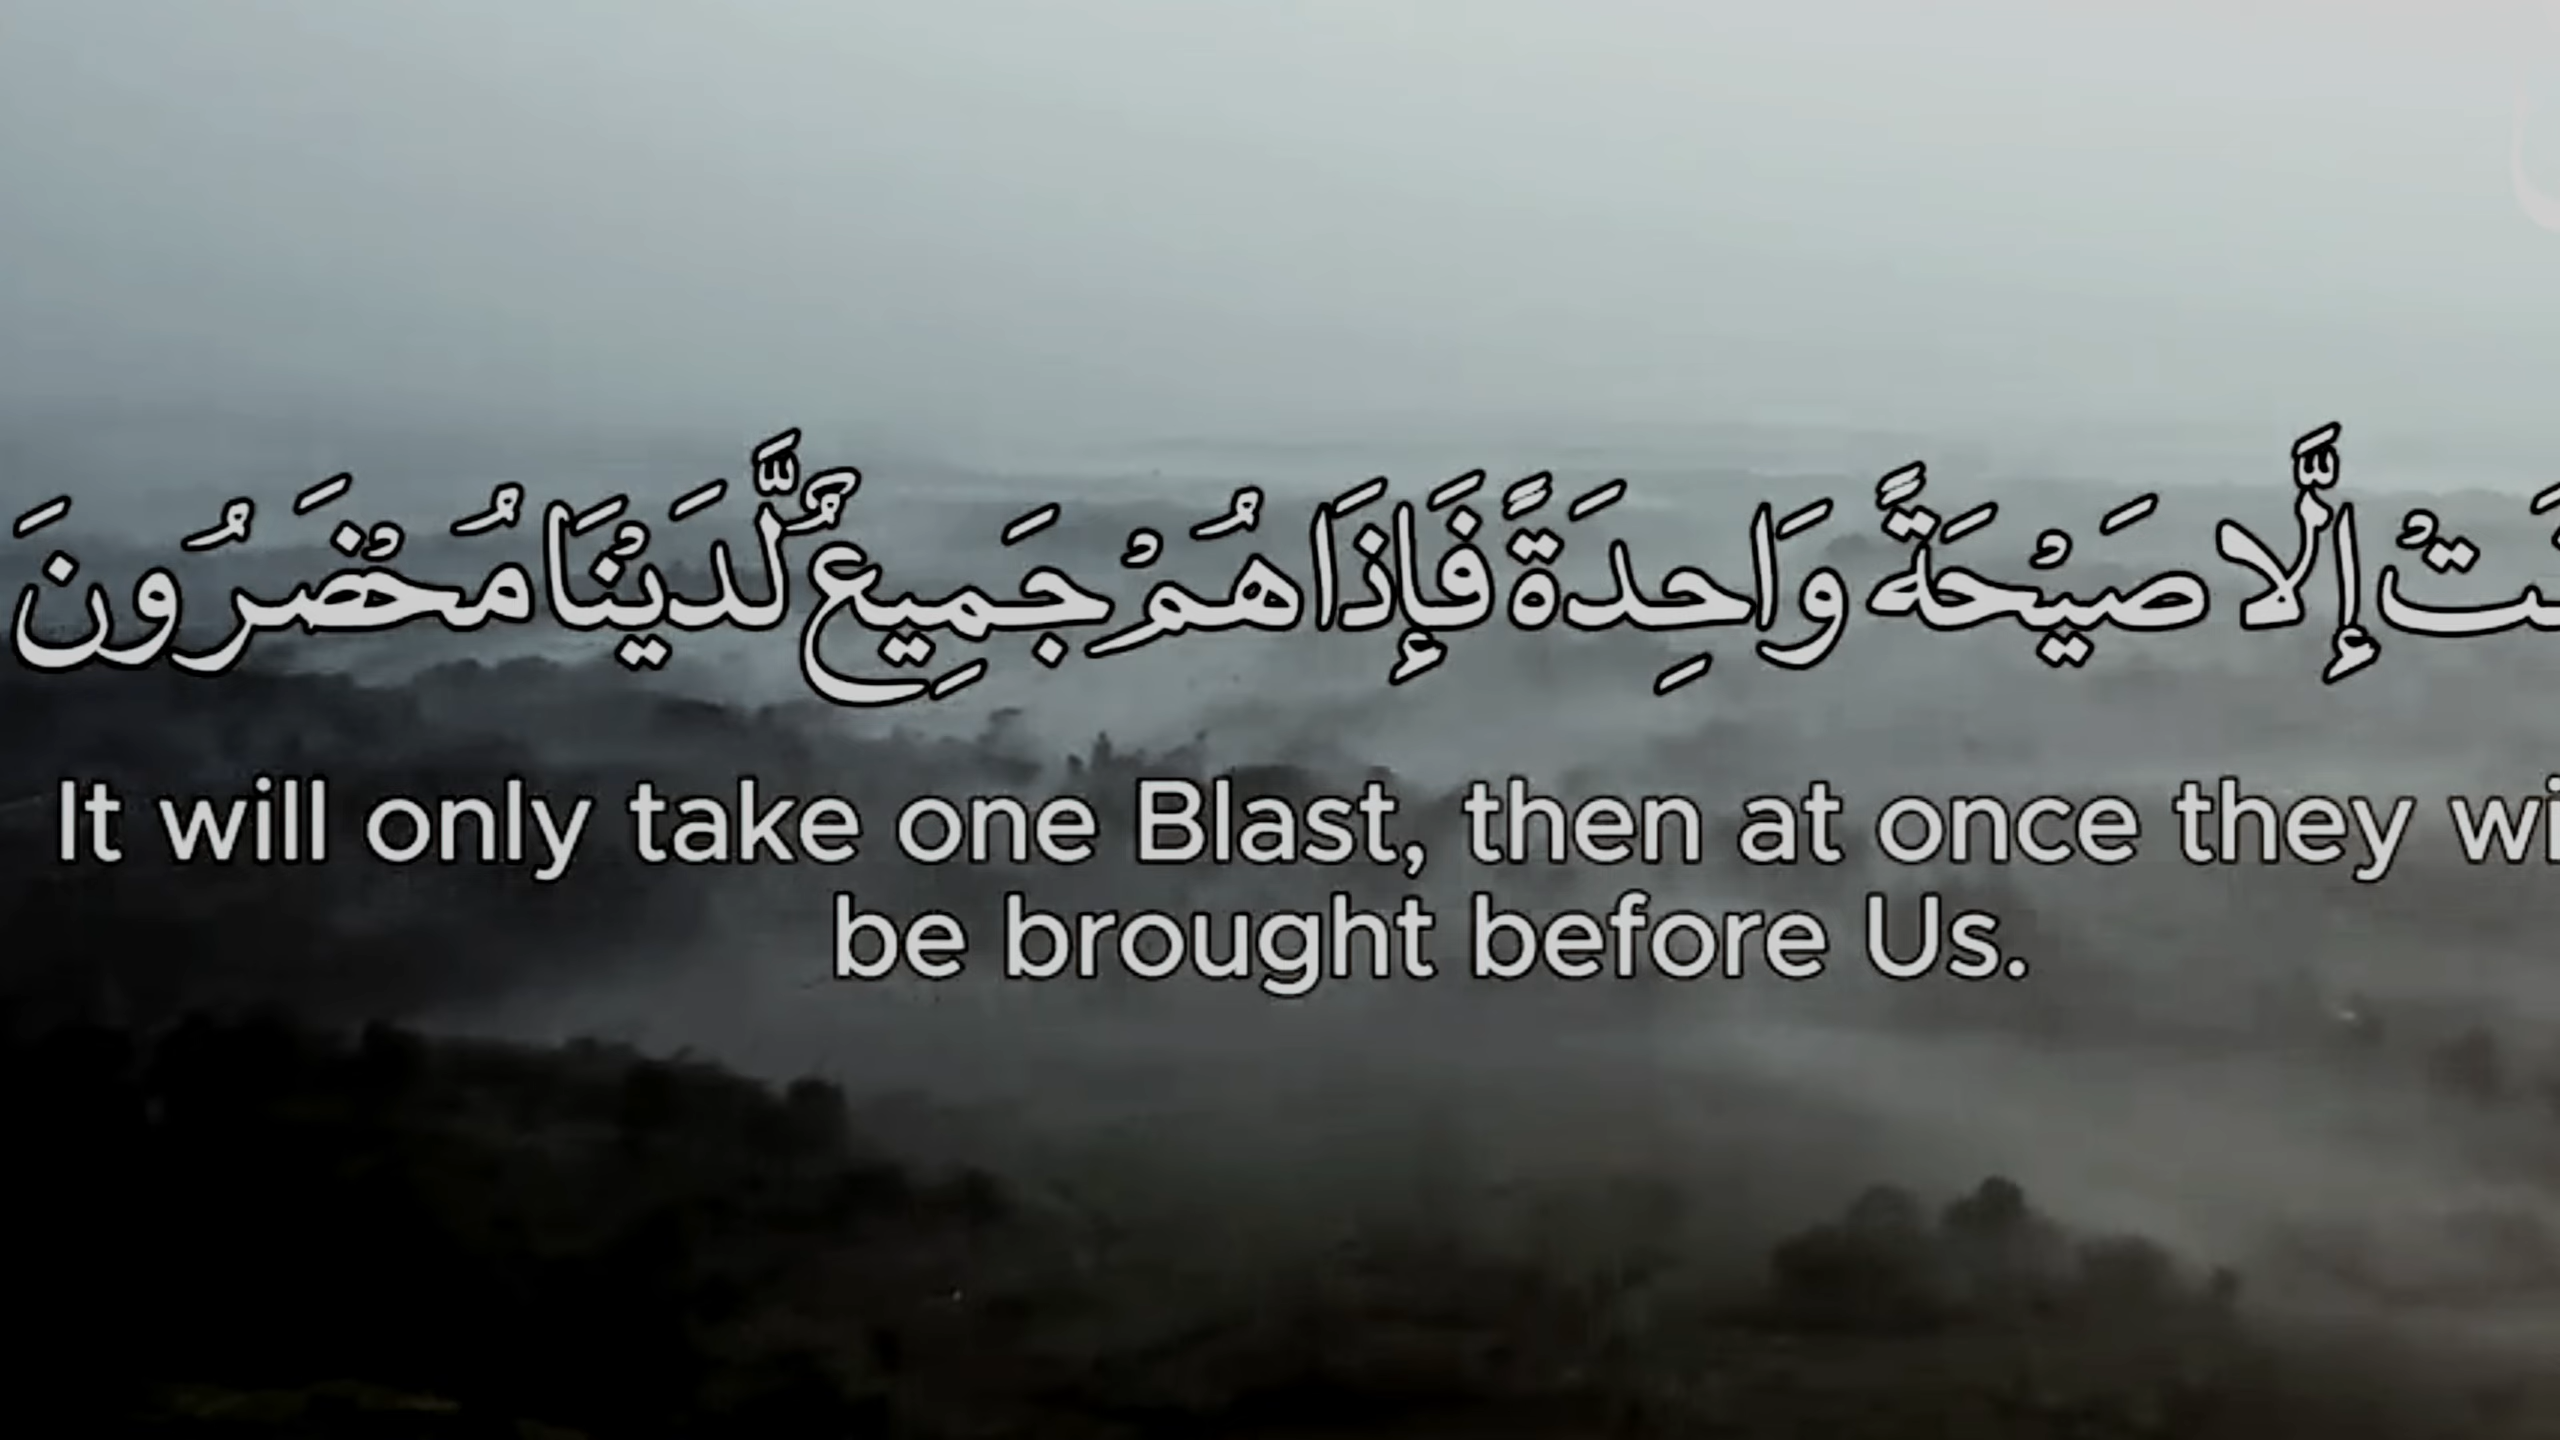 إِلَّا صَيْحَةً وَاحِدَةً فَإِذَا هُمْ جَمِيعٌ لَّدَيْنَا مُحْضَرُونَ
It will only take one Blast, then at once they
be brought before Us.